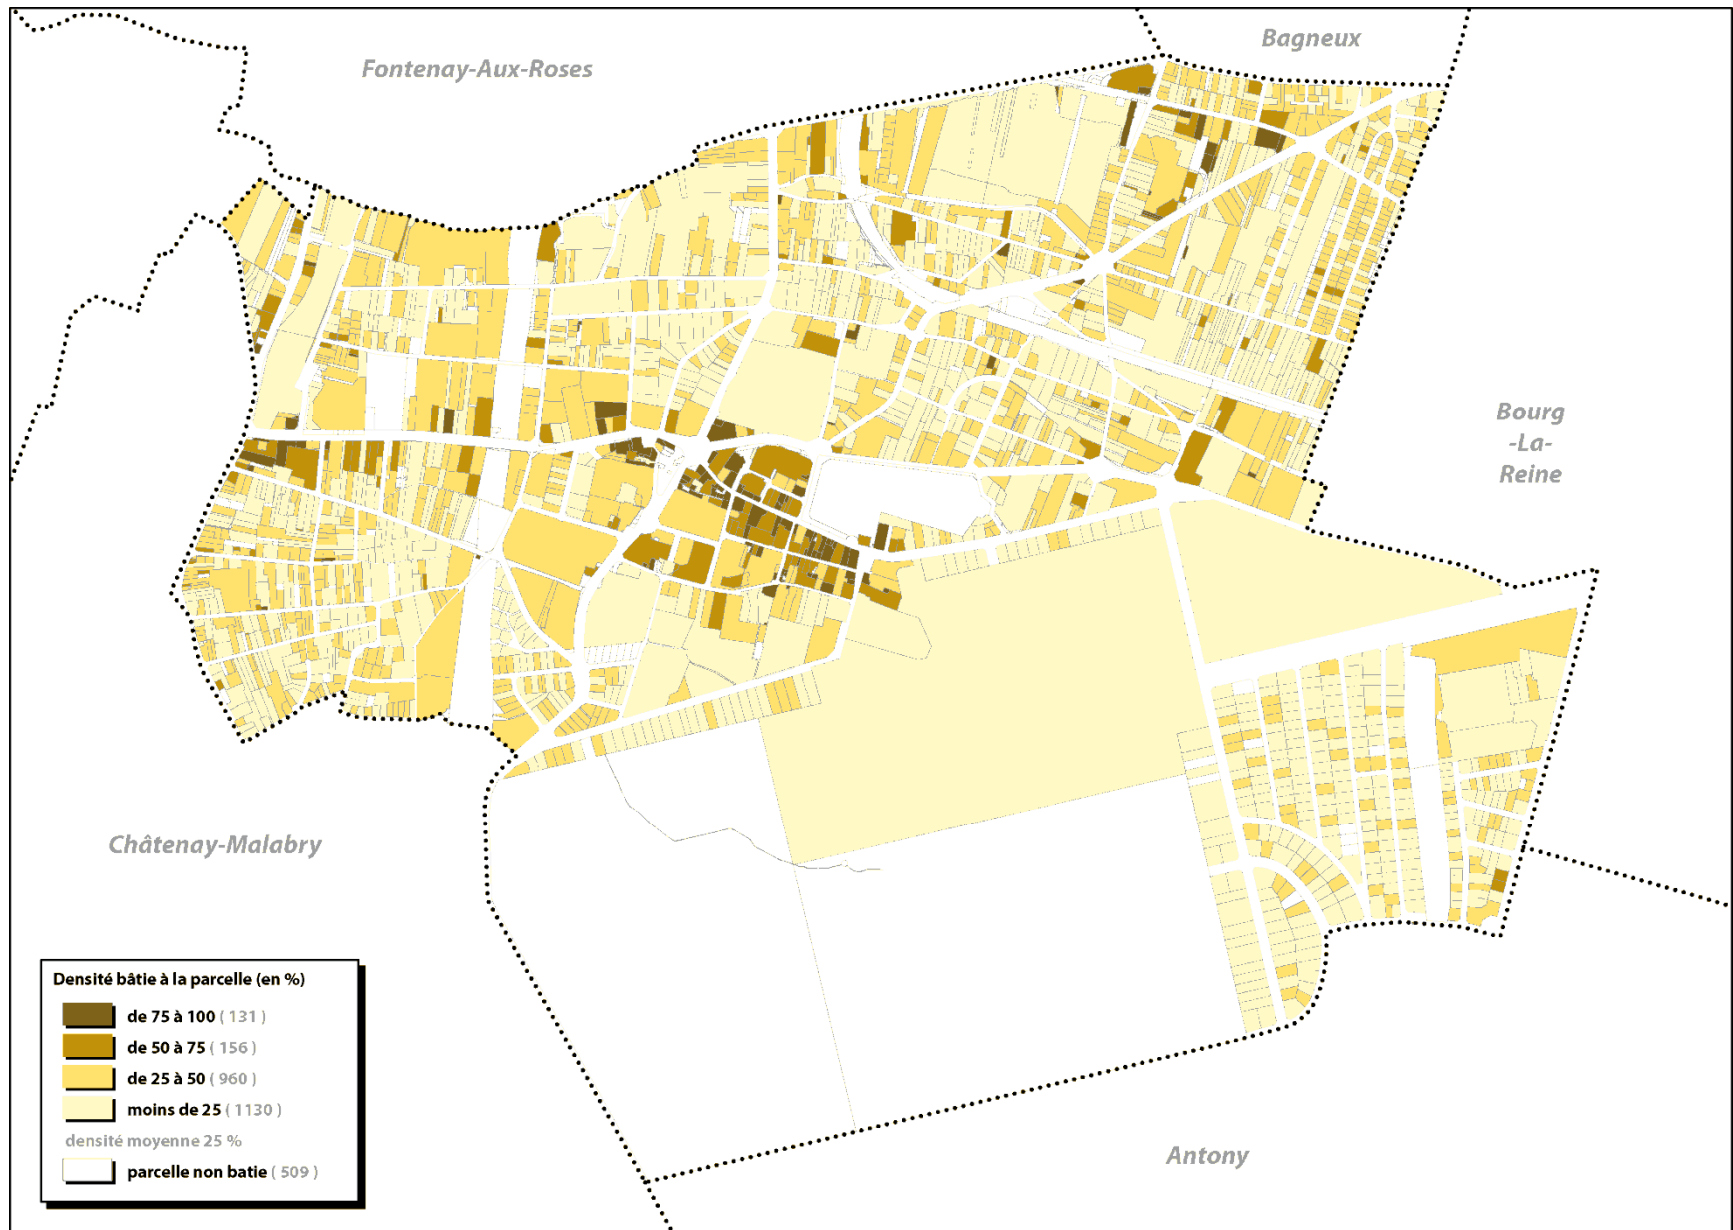 Bagneux
Fontenay-Aux-Roses
Bourg
-La-
Reine
Châtenay-Malabry
Antony
Densité bâtie à la parcelle (en %)
de 75 à 100 ( 131 )
de 50 à 75 ( 156 )
de 25 à 50 ( 960 )
moins de 25 ( 1130 )
densité moyenne 25 %
parcelle non batie ( 509 )